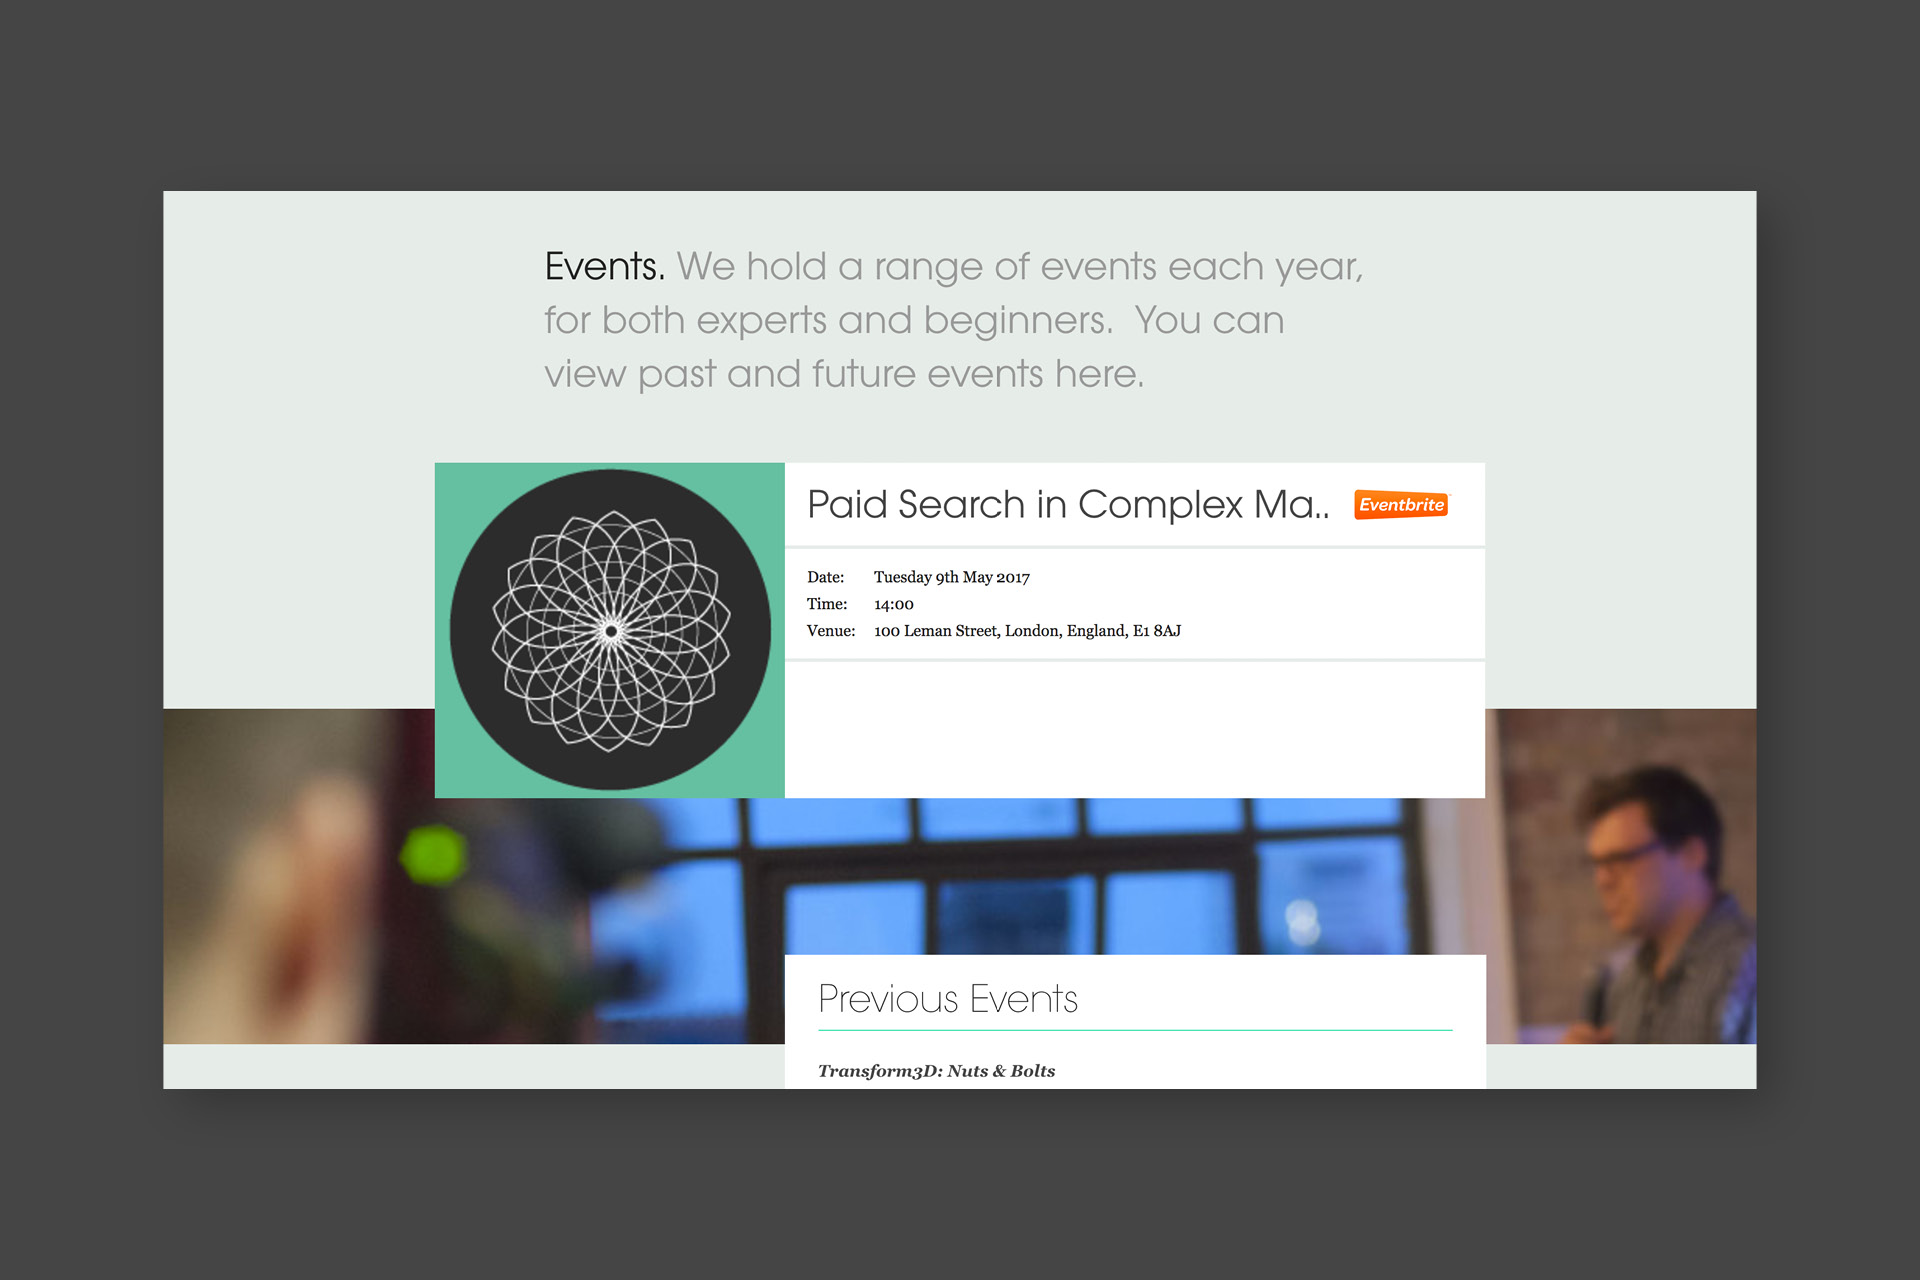 Events. We hold a range of events each year,
for both experts and beginners. You can
view past and future events here.
Paid Search in Complex Ma..
Eventbrite
Date: Tuesday 9th May 2017
Time: 14:00
Venue: 100 Leman Street, London, England, E1 8AJ
Previous Events
Transform3D: Nuts & Bolts